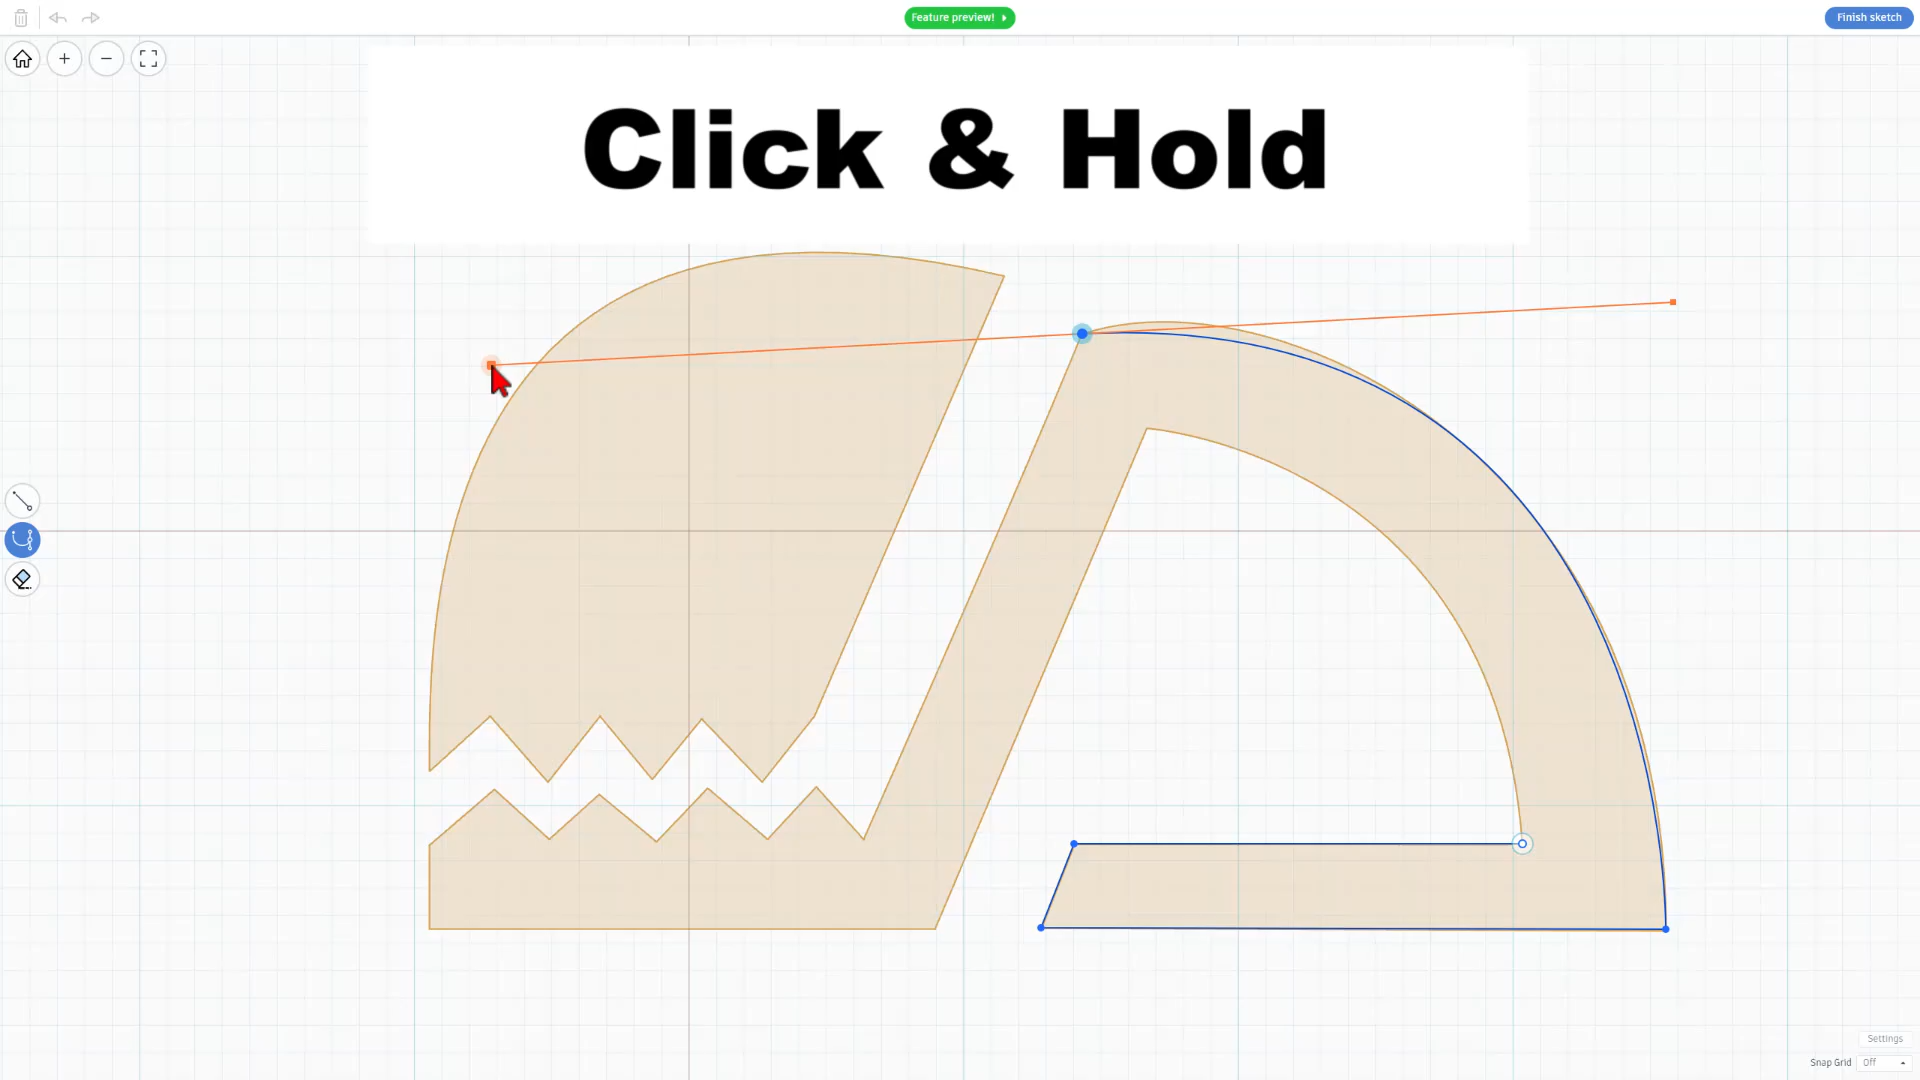 Feature preview!
Finish sketch
Click & Hold
Settings
Snap Grid Off